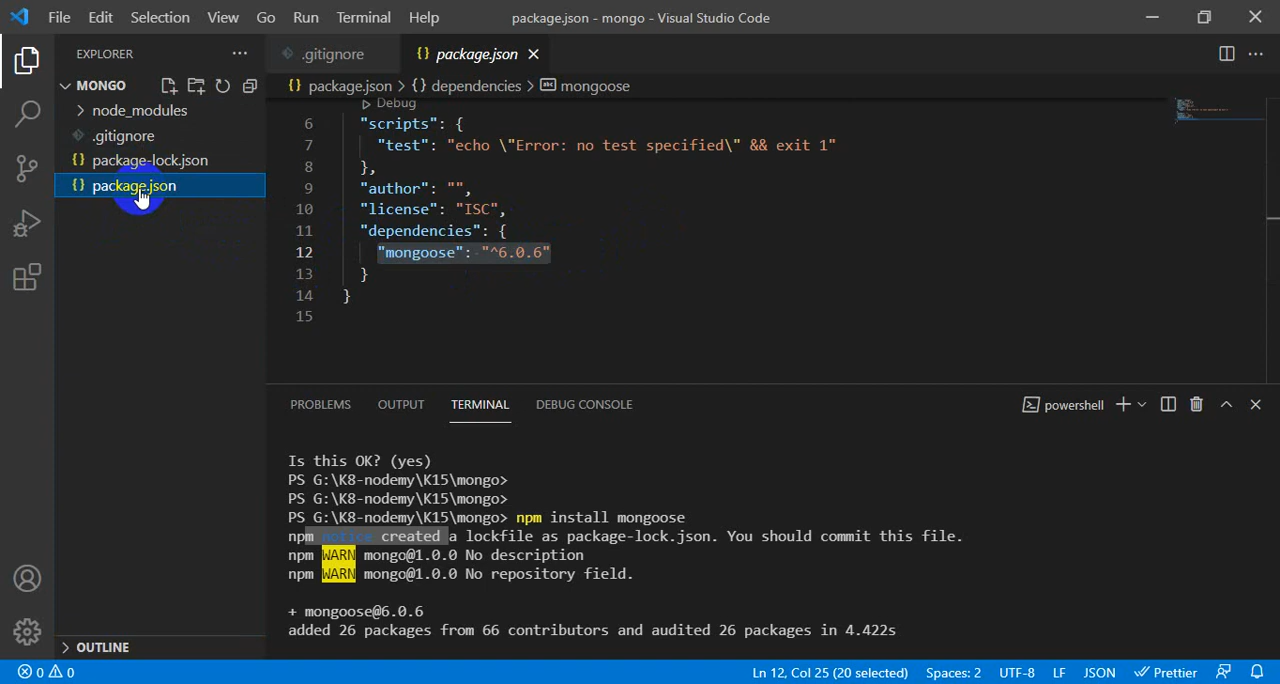 File Edit Selection View Go Run Terminal Help package.json - mongo - Visual Studio Code
EXPLORER
.gitignore
{} package.json
MONGO
{} package.json > {} dependencies > abc mongoose
node_modules
.gitignore
{} package-lock.json
{} package.json
Debug
6 "scripts": {
7 "test": "echo \"Error: no test specified\" && exit 1"
8 },
9 "author": "",
10 "license": "ISC",
11 "dependencies": {
12 "mongoose": "^6.0.6"
13 }
14 }
15
PROBLEMS OUTPUT TERMINAL DEBUG CONSOLE powershell
Is this OK? (yes)
PS G:\K8-nodemy\K15\mongo>
PS G:\K8-nodemy\K15\mongo>
PS G:\K8-nodemy\K15\mongo> npm install mongoose
npm notice created a lockfile as package-lock.json. You should commit this file.
npm WARN mongo@1.0.0 No description
npm WARN mongo@1.0.0 No repository field.
+ mongoose@6.0.6
added 26 packages from 66 contributors and audited 26 packages in 4.422s
OUTLINE
0 0 Ln 12, Col 25 (20 selected) Spaces: 2 UTF-8 LF JSON Prettier